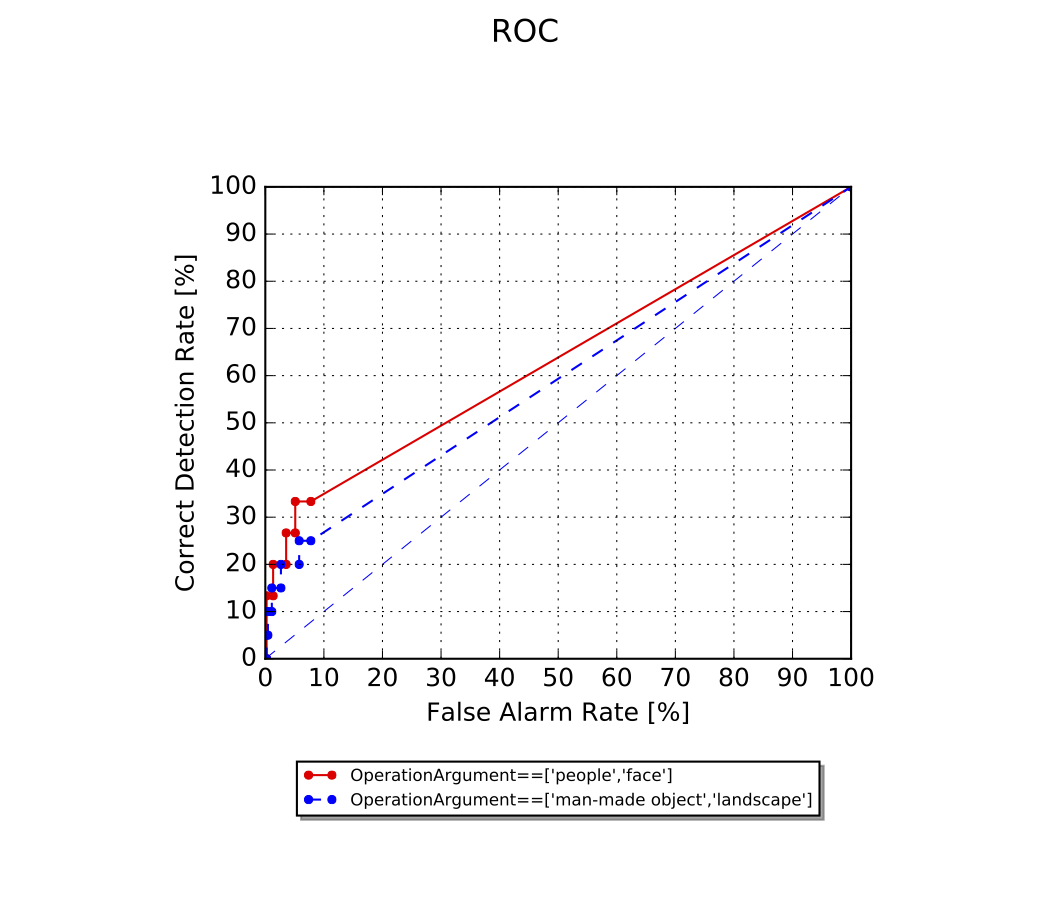 ROC
100
90
80
70
60
50
40
30
20
10
0
Correct Detection Rate [%]
0 10 20 30 40 50 60 70 80 90 100
False Alarm Rate [%]
OperationArgument==['people','face']
OperationArgument==['man-made object','landscape']